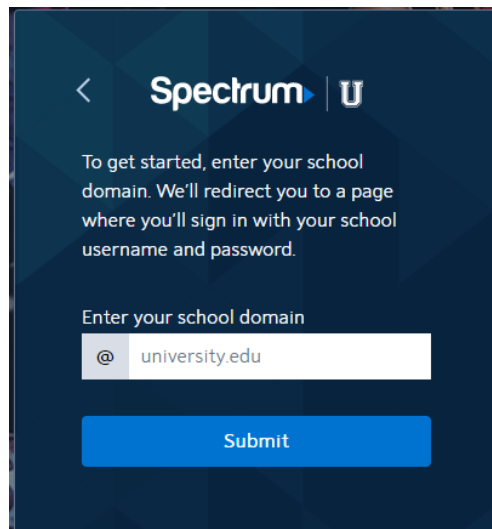 Spectrum U
To get started, enter your school
domain. We'll redirect you to a page
where you'll sign in with your school
username and password.
Enter your school domain
@ university.edu
Submit